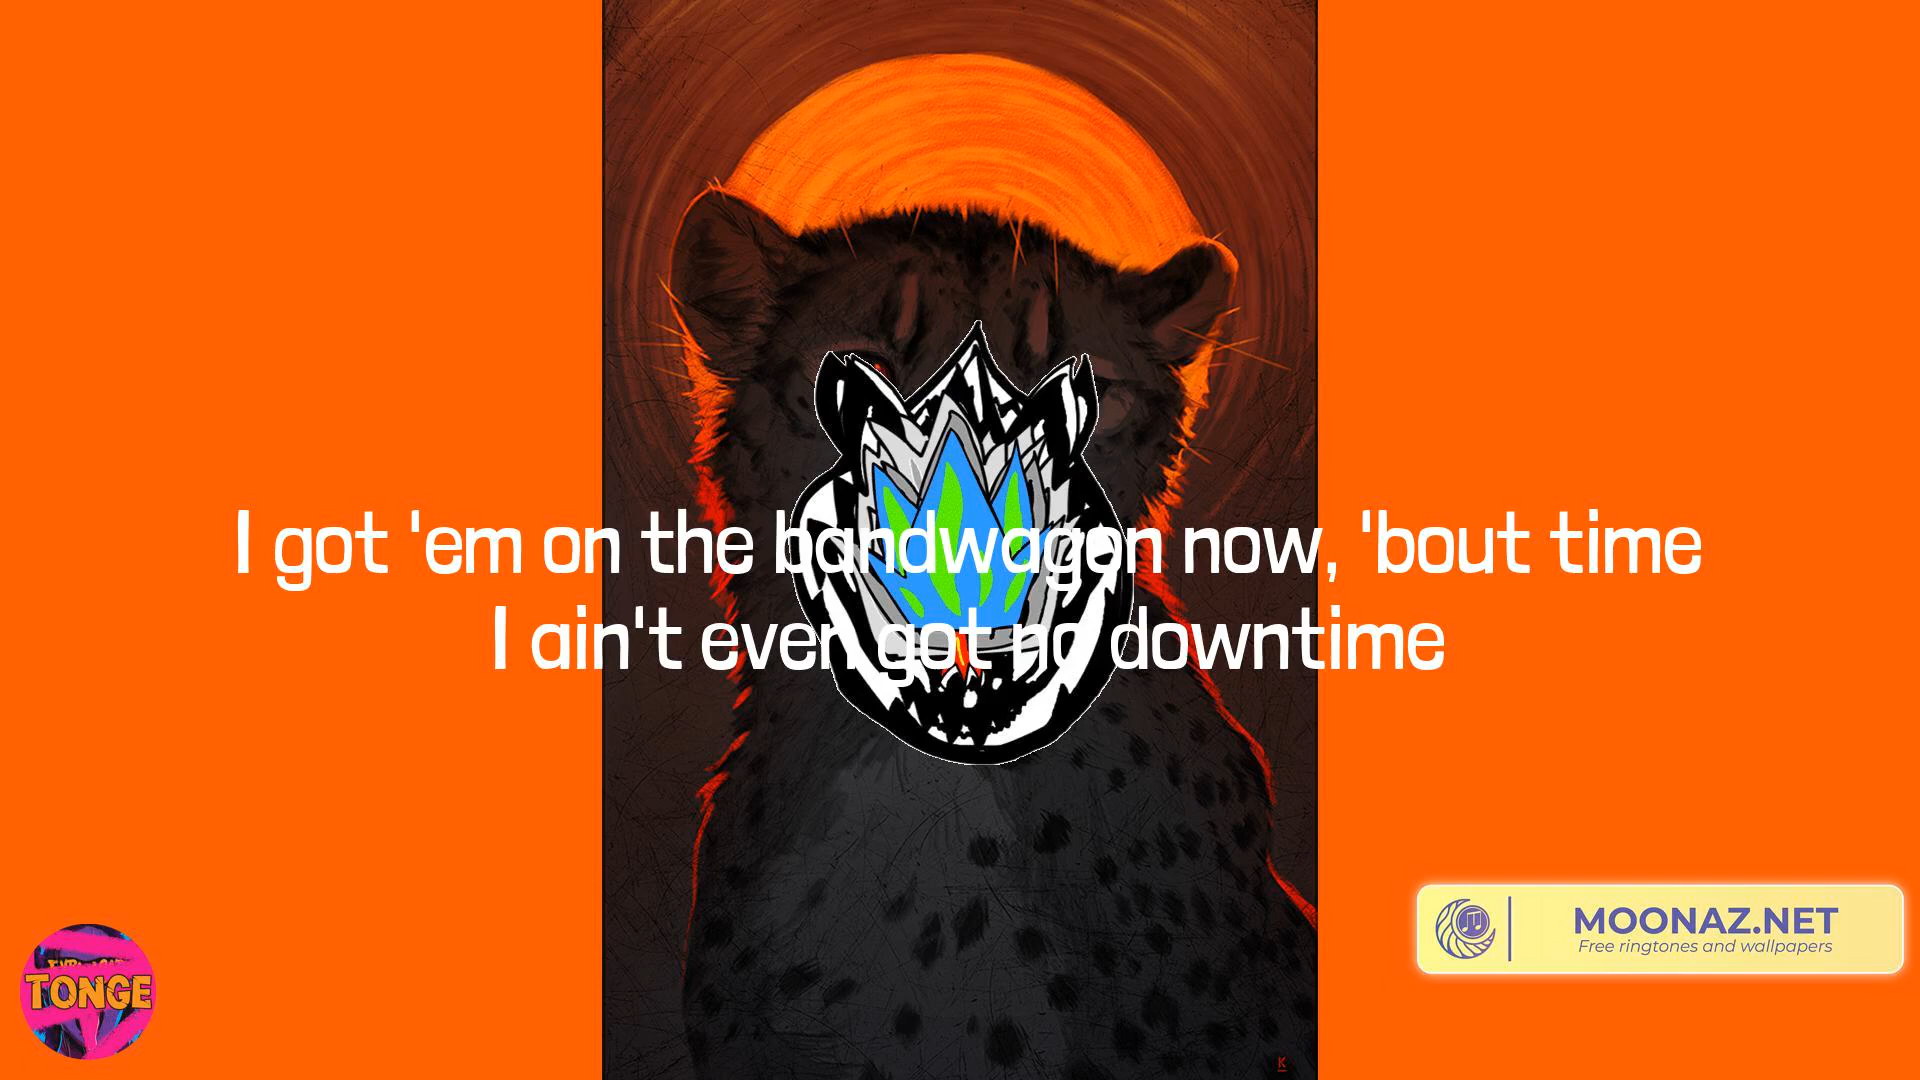 I got 'em on the bandwagon now, 'bout time
I ain't even got no downtime
MOONAZ.NET
Free ringtones and wallpapers
TONGE
K